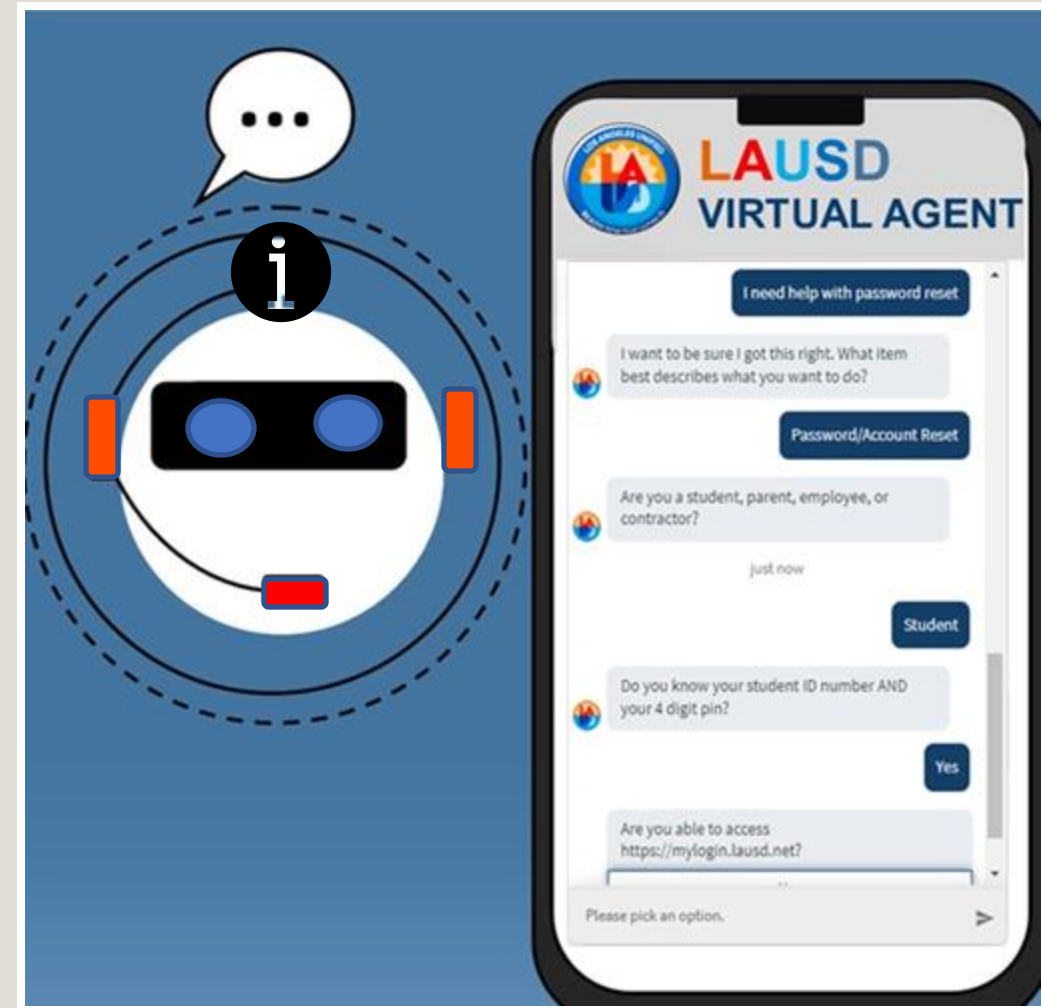 ...
i
LAUSD
VIRTUAL AGENT
I need help with password reset
I want to be sure I got this right. What item
best describes what you want to do?
Password/Account Reset
Are you a student, parent, employee, or
contractor?
just now
Student
Do you know your student ID number AND
your 4 digit pin?
Yes
Are you able to access
https://mylogin.lausd.net?
Please pick an option.